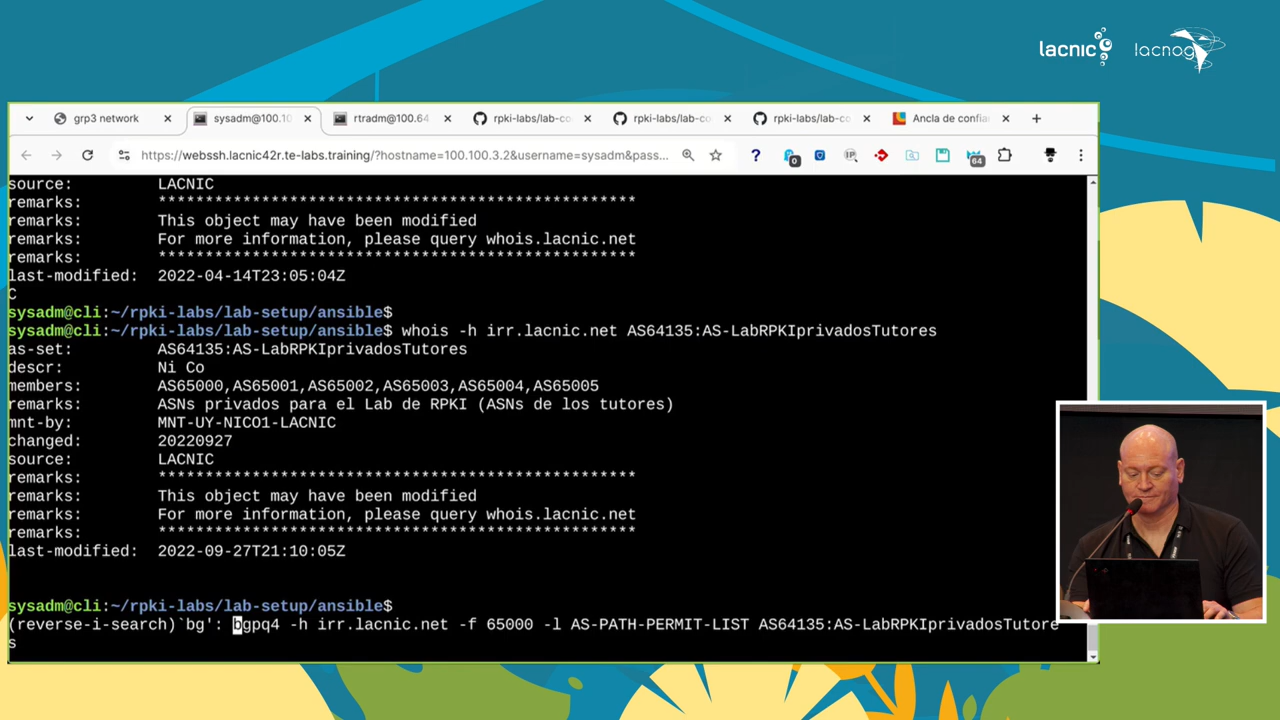 lacnic lacnog
grp3 network sysadm@100.10 rtradm@100.64 rpki-labs/lab-co rpki-labs/lab-co rpki-labs/lab-co Ancla de confia
https://webssh.lacnic42r.te-labs.training/?hostname=100.100.3.2&username=sysadm&pass... ? 0 IP 64
source: LACNIC
remarks: ***************************************************
remarks: This object may have been modified
remarks: For more information, please query whois.lacnic.net
remarks: ***************************************************
last-modified: 2022-04-14T23:05:04Z
C
sysadm@cli:~/rpki-labs/lab-setup/ansible$
sysadm@cli:~/rpki-labs/lab-setup/ansible$ whois -h irr.lacnic.net AS64135:AS-LabRPKIprivadosTutores
as-set: AS64135:AS-LabRPKIprivadosTutores
descr: Ni Co
members: AS65000,AS65001,AS65002,AS65003,AS65004,AS65005
remarks: ASNs privados para el Lab de RPKI (ASNs de los tutores)
mnt-by: MNT-UY-NICO1-LACNIC
changed: 20220927
source: LACNIC
remarks: ***************************************************
remarks: This object may have been modified
remarks: For more information, please query whois.lacnic.net
remarks: ***************************************************
last-modified: 2022-09-27T21:10:05Z
sysadm@cli:~/rpki-labs/lab-setup/ansible$
(reverse-i-search)`bg': bgpq4 -h irr.lacnic.net -f 65000 -l AS-PATH-PERMIT-LIST AS64135:AS-LabRPKIprivadosTutore
s